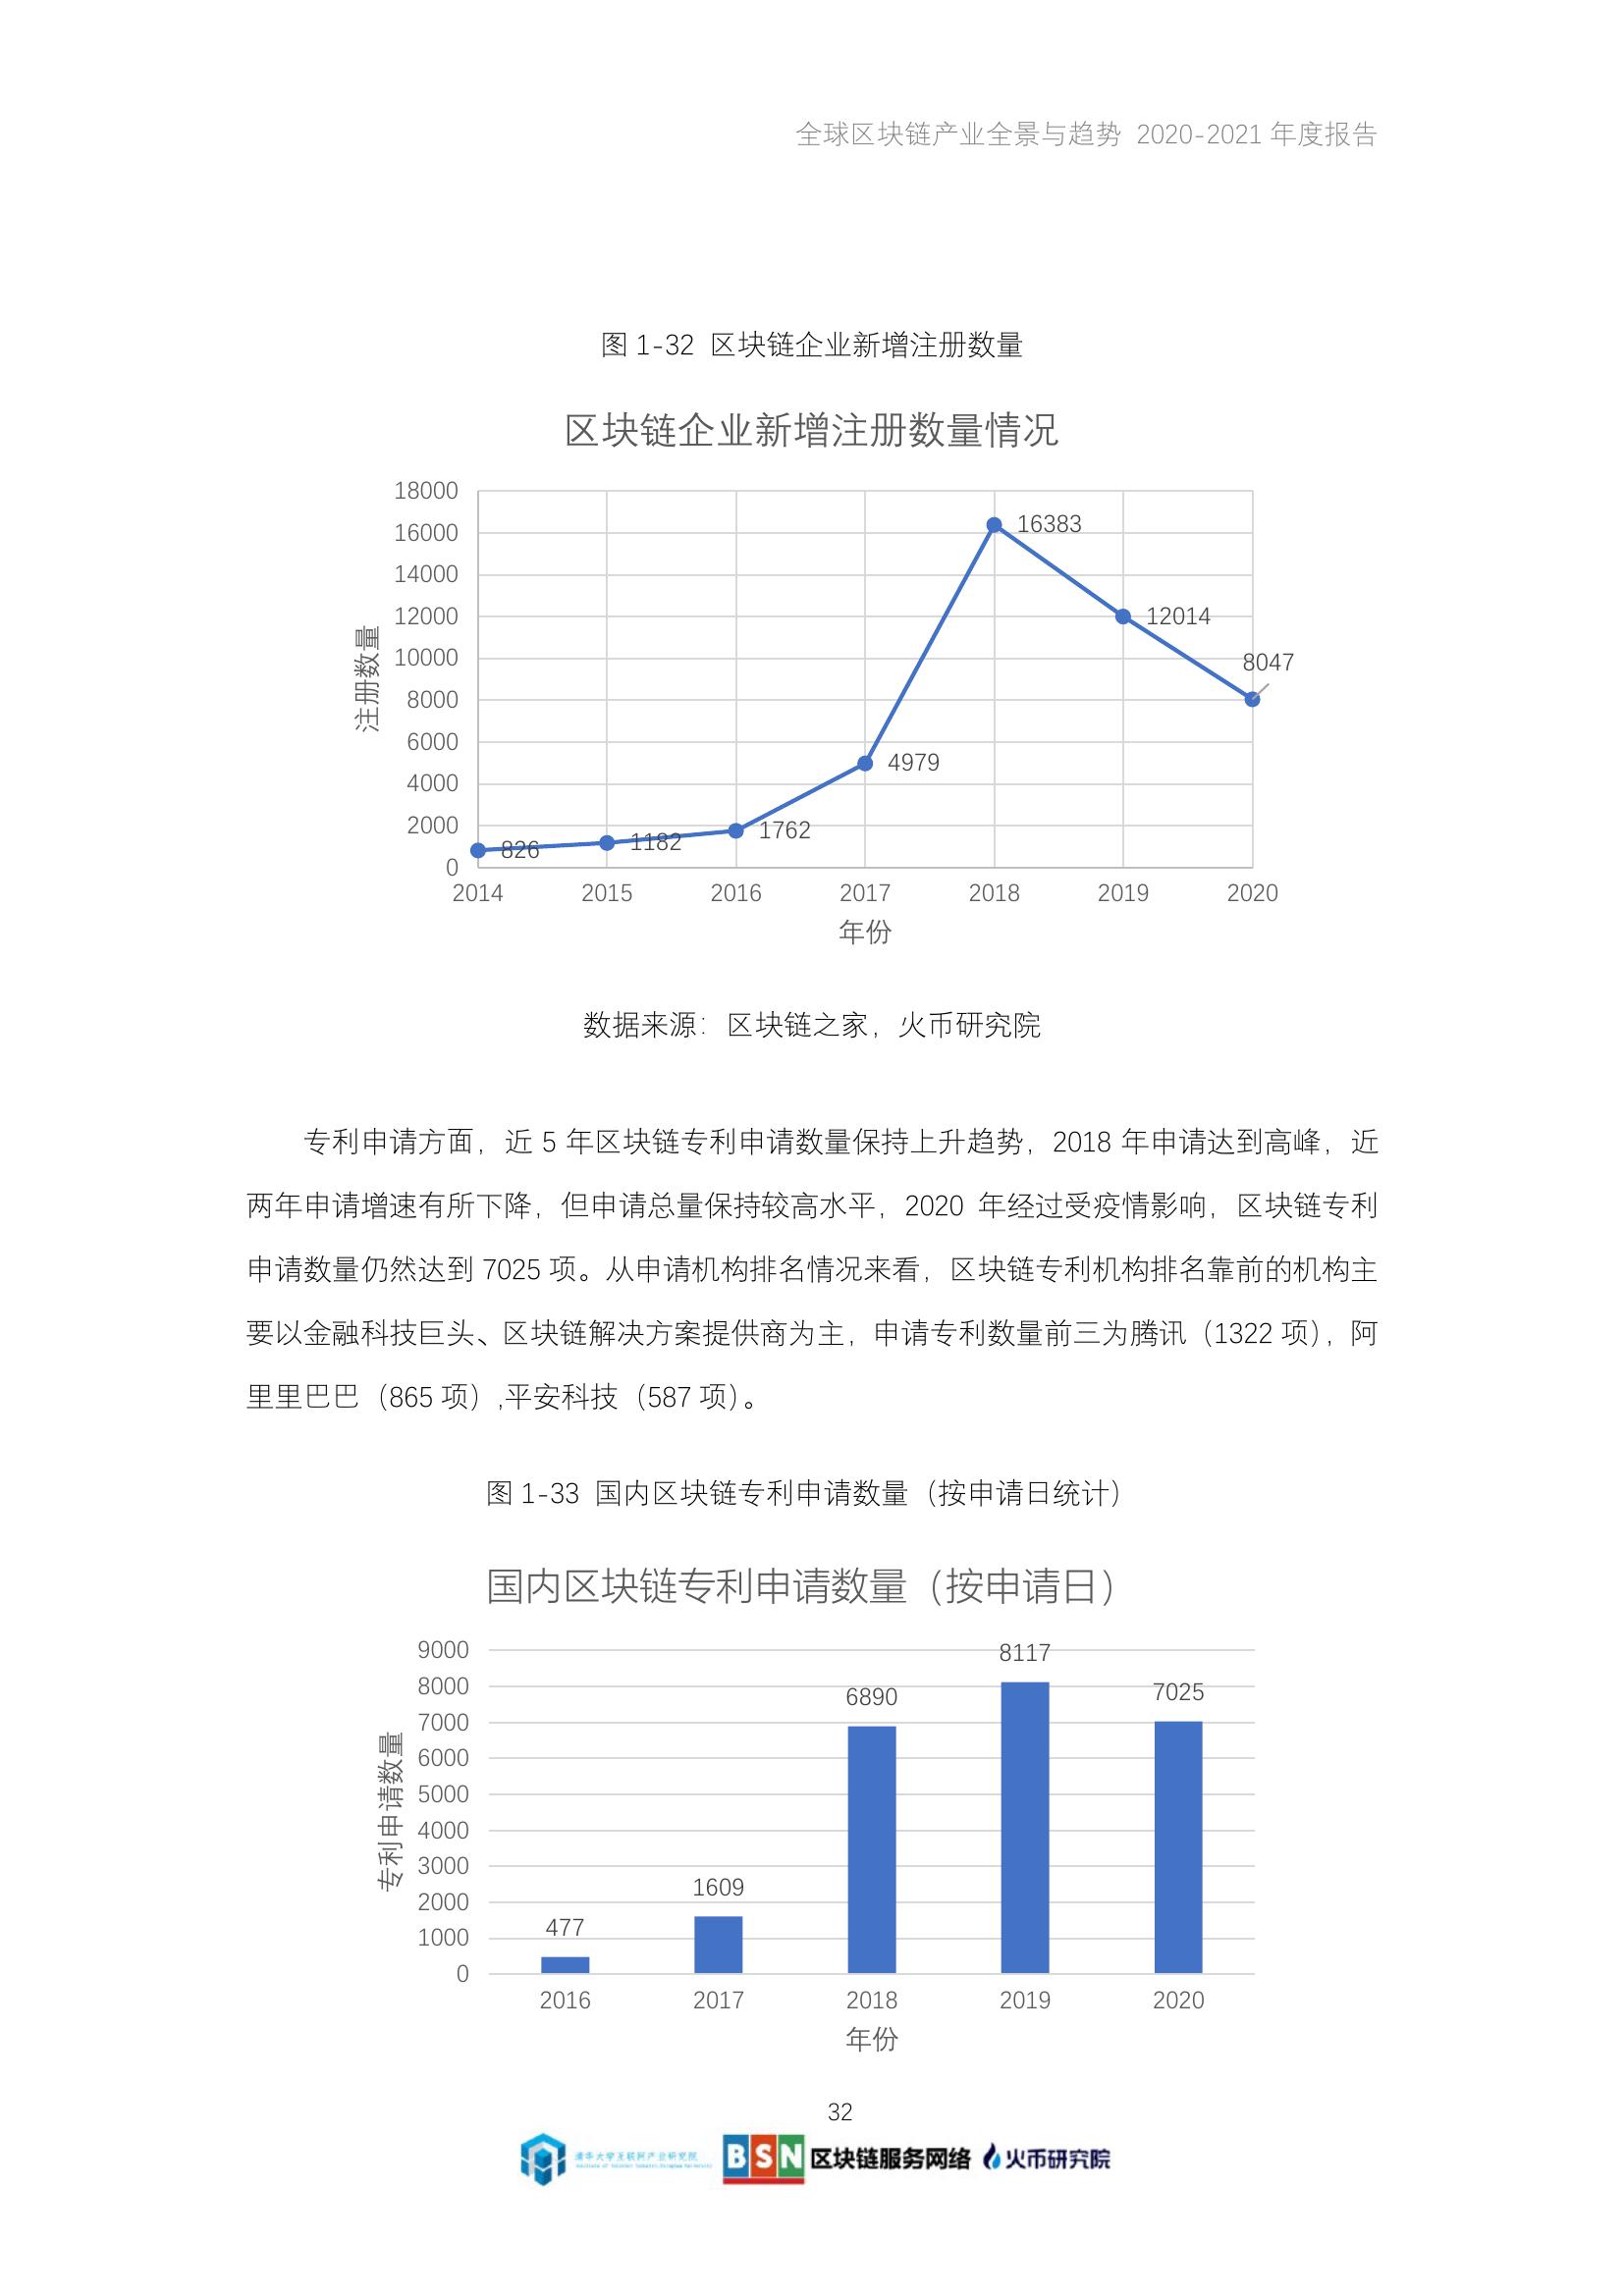 全球区块链产业全景与趋势 2020-2021 年度报告
图 1-32 区块链企业新增注册数量
区块链企业新增注册数量情况
18000
16000
14000
12000
10000
8000
6000
4000
2000
0
注册数量
826
1182
1762
4979
16383
12014
8047
2014 2015 2016 2017 2018 2019 2020
年份
数据来源：区块链之家，火币研究院
专利申请方面，近 5 年区块链专利申请数量保持上升趋势，2018 年申请达到高峰，近
两年申请增速有所下降，但申请总量保持较高水平，2020 年经过受疫情影响，区块链专利
申请数量仍然达到 7025 项。从申请机构排名情况来看，区块链专利机构排名靠前的机构主
要以金融科技巨头、区块链解决方案提供商为主，申请专利数量前三为腾讯（1322 项），阿
里里巴巴（865 项）,平安科技（587 项）。
图 1-33 国内区块链专利申请数量（按申请日统计）
国内区块链专利申请数量（按申请日）
9000
8000
7000
6000
5000
4000
3000
2000
1000
0
专利申请数量
477
1609
6890
8117
7025
2016 2017 2018 2019 2020
年份
32
清华大学互联网产业研究院
BSN 区块链服务网络 火币研究院